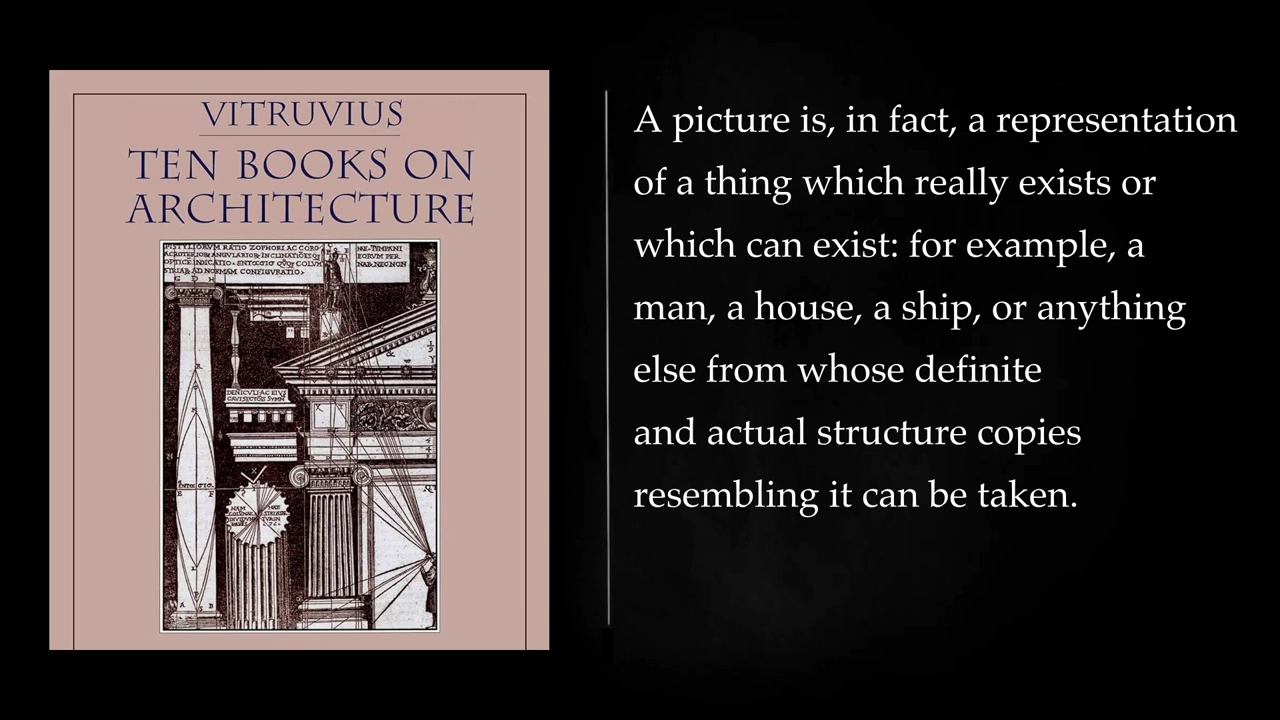 VITRUVIUS
TEN BOOKS ON
ARCHITECTURE
A picture is, in fact, a representation
of a thing which really exists or
which can exist: for example, a
man, a house, a ship, or anything
else from whose definite
and actual structure copies
resembling it can be taken.